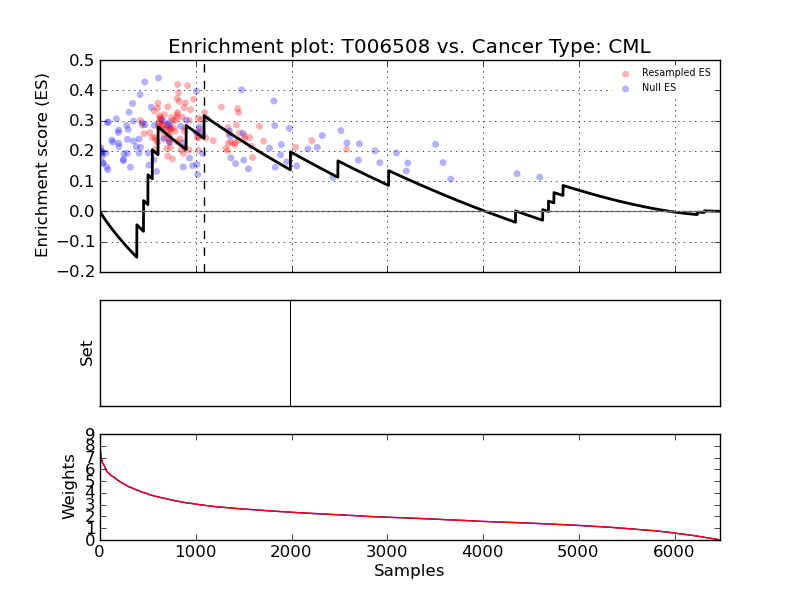 Enrichment plot: T006508 vs. Cancer Type: CML
Enrichment score (ES)
0.5
0.4
0.3
0.2
0.1
0.0
−0.1
−0.2
Resampled ES
Null ES
Set
Weights
9
8
7
6
5
4
3
2
1
0
0 1000 2000 3000 4000 5000 6000
Samples